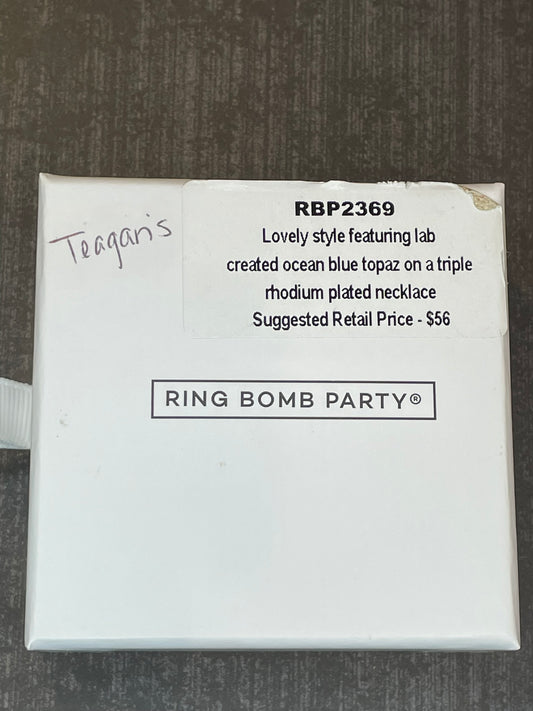 Teagan's
RBP2369
Lovely style featuring lab
created ocean blue topaz on a triple
rhodium plated necklace
Suggested Retail Price - $56
RING BOMB PARTY®